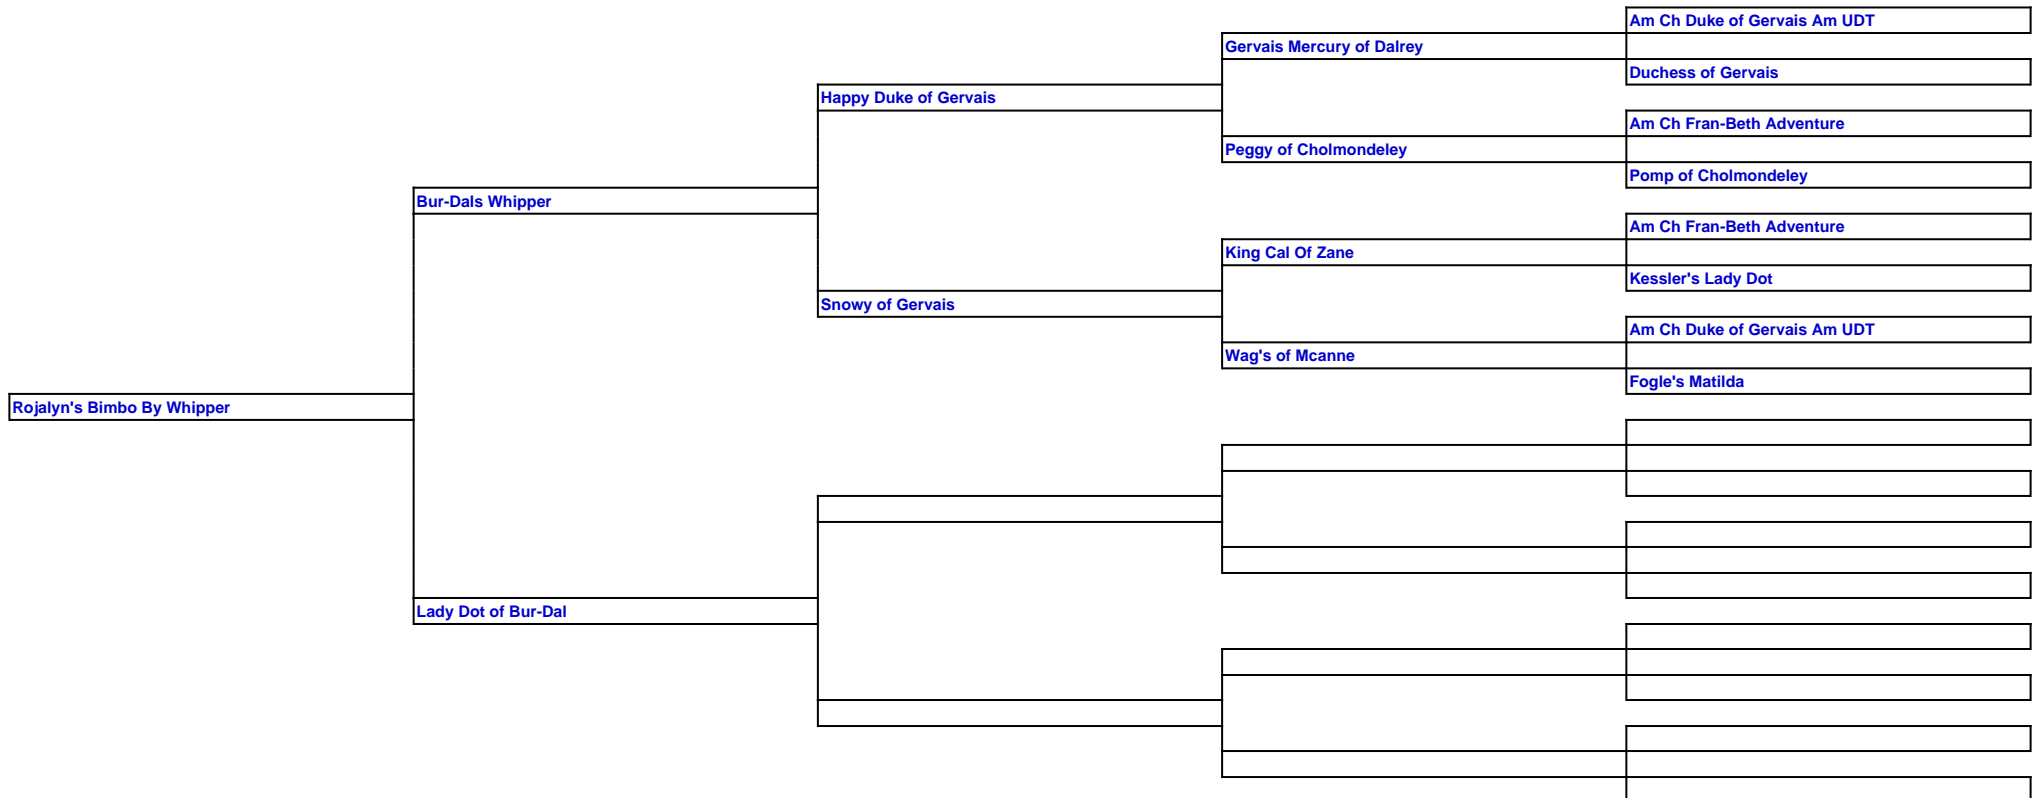 Am Ch Duke of Gervais Am UDT
Gervais Mercury of Dalrey
Duchess of Gervais
Happy Duke of Gervais
Am Ch Fran-Beth Adventure
Peggy of Cholmondeley
Pomp of Cholmondeley
Bur-Dals Whipper
Am Ch Fran-Beth Adventure
King Cal Of Zane
Kessler's Lady Dot
Snowy of Gervais
Am Ch Duke of Gervais Am UDT
Wag's of Mcanne
Fogle's Matilda
Rojalyn's Bimbo By Whipper
Lady Dot of Bur-Dal